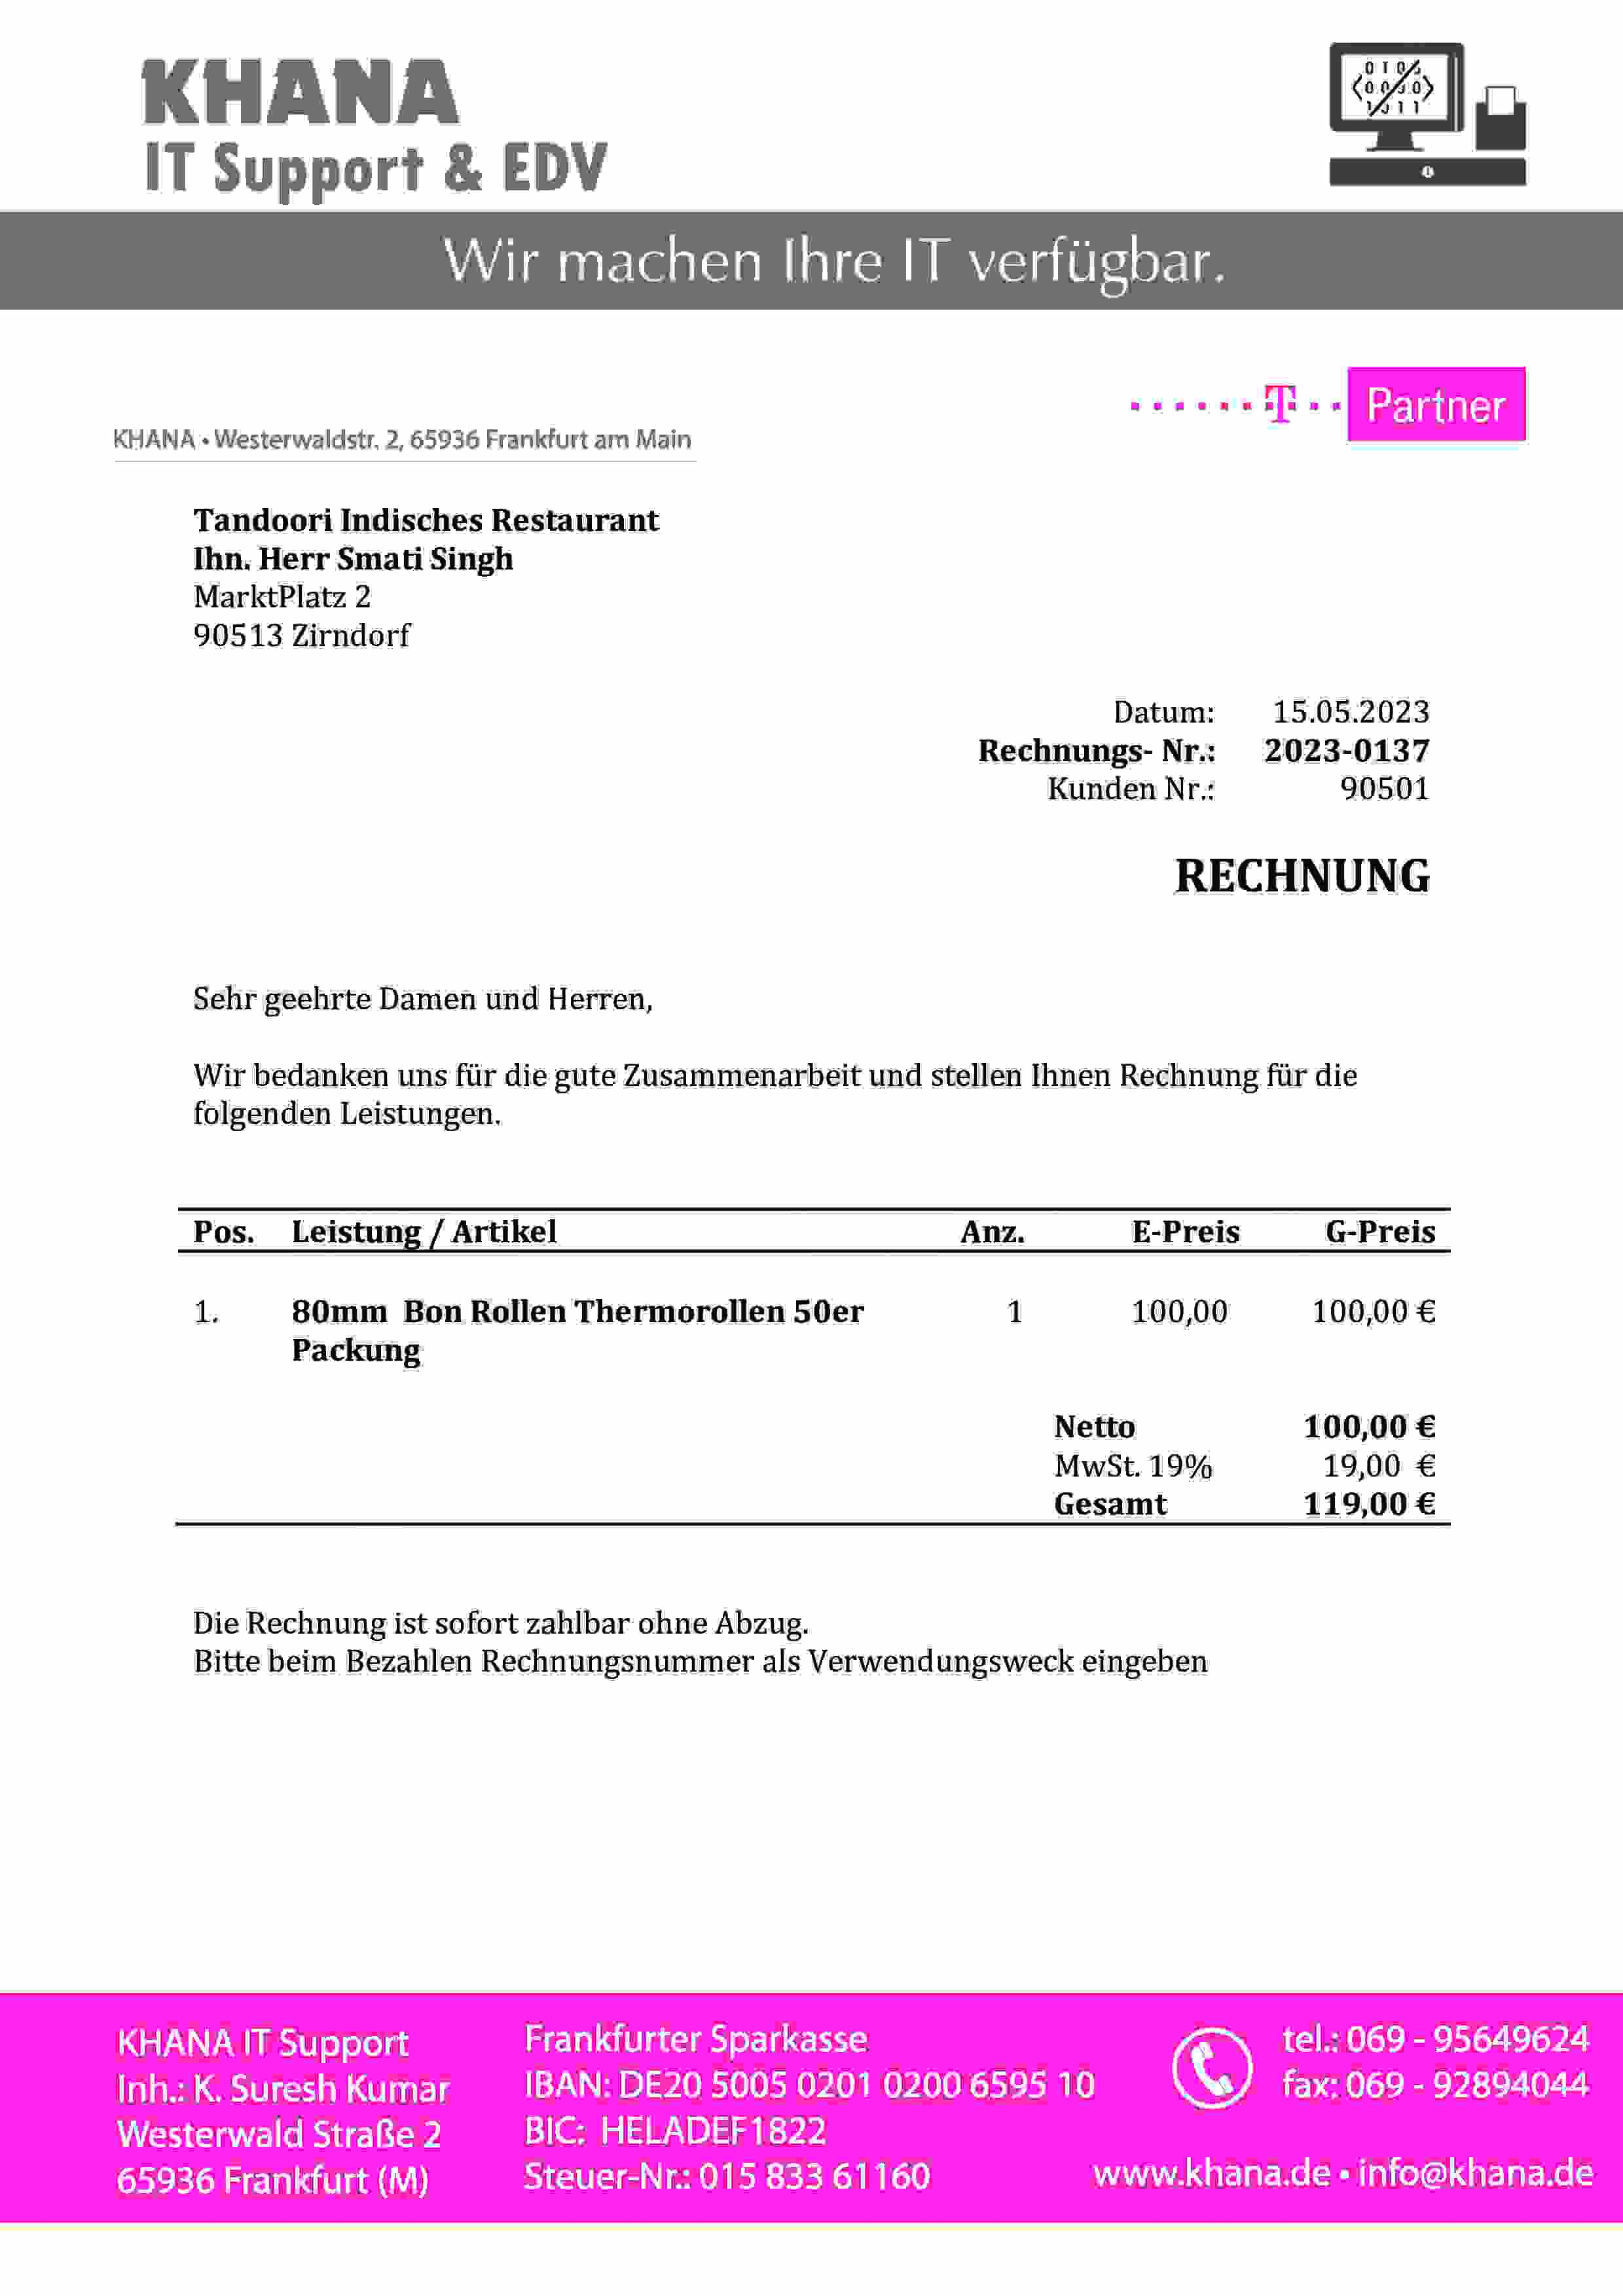 KHANA
IT Support & EDV
Wir machen Ihre IT verfügbar.
T Partner
KHANA • Westerwaldstr. 2, 65936 Frankfurt am Main
Tandoori Indisches Restaurant
Ihn. Herr Smati Singh
MarktPlatz 2
90513 Zirndorf
Datum: 15.05.2023
Rechnungs- Nr.: 2023-0137
Kunden Nr.: 90501
RECHNUNG
Sehr geehrte Damen und Herren,
Wir bedanken uns für die gute Zusammenarbeit und stellen Ihnen Rechnung für die
folgenden Leistungen.
Pos. Leistung / Artikel Anz. E-Preis G-Preis
1. 80mm Bon Rollen Thermorollen 50er 1 100,00 100,00 €
Packung
Netto 100,00 €
MwSt. 19% 19,00 €
Gesamt 119,00 €
Die Rechnung ist sofort zahlbar ohne Abzug.
Bitte beim Bezahlen Rechnungsnummer als Verwendungsweck eingeben
KHANA IT Support
Inh.: K. Suresh Kumar
Westerwald Straße 2
65936 Frankfurt (M)
Frankfurter Sparkasse
IBAN: DE20 5005 0201 0200 6595 10
BIC: HELADEF1822
Steuer-Nr.: 015 833 61160
tel.: 069 - 95649624
fax: 069 - 92894044
www.khana.de • info@khana.de